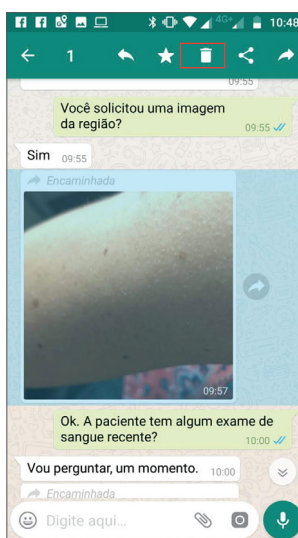 4G+ 10:48
1
09:55
Você solicitou uma imagem
da região?
09:55
Sim 09:55
Encaminhada
09:57
Ok. A paciente tem algum exame de
sangue recente?
10:00
Vou perguntar, um momento. 10:00
Encaminhada
Digite aqui...